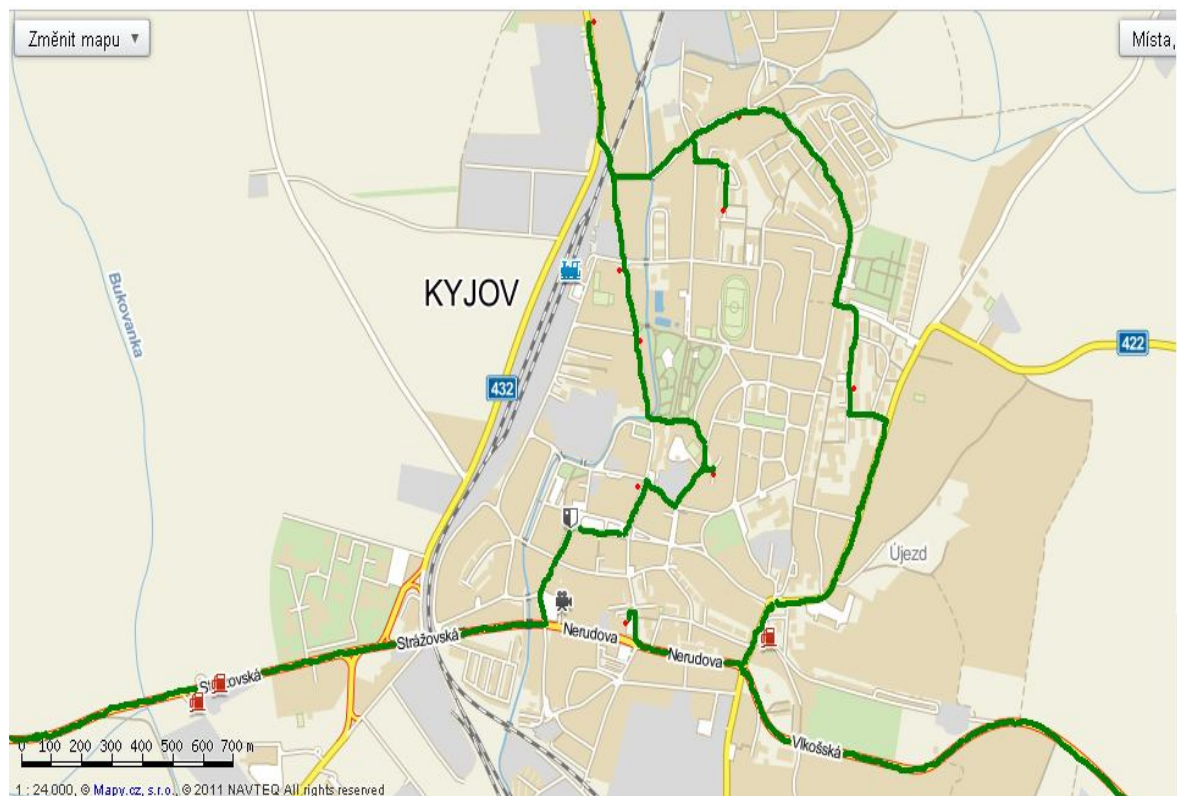 Změnit mapu
Místa,
Bukovanka
KYJOV
432
422
Újezd
Strážovská
Nerudova
Nerudova
Vlkošská
0 100 200 300 400 500 600 700 m
1 : 24 000, © Mapy.cz, s.r.o., © 2011 NAVTEQ All rights reserved